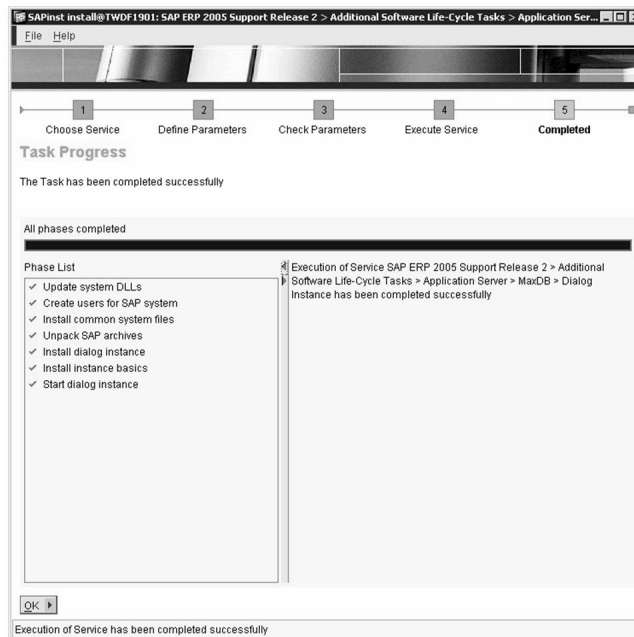 SAPinst install@TWDF1901: SAP ERP 2005 Support Release 2 > Additional Software Life-Cycle Tasks > Application Ser...
File Help
1 2 3 4 5
Choose Service Define Parameters Check Parameters Execute Service Completed
Task Progress
The Task has been completed successfully
All phases completed
Phase List
Update system DLLs
Create users for SAP system
Install common system files
Unpack SAP archives
Install dialog instance
Install instance basics
Start dialog instance
Execution of Service SAP ERP 2005 Support Release 2 > Additional
Software Life-Cycle Tasks > Application Server > MaxDB > Dialog
Instance has been completed successfully
OK
Execution of Service has been completed successfully